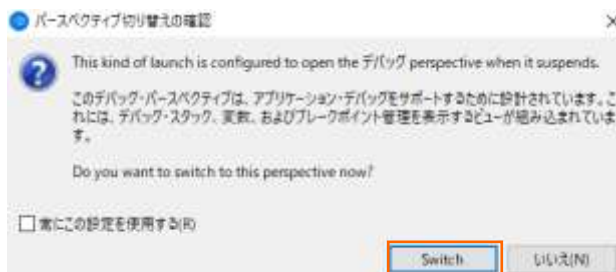 パースペクティブ切り替えの確認
This kind of launch is configured to open the デバッグ perspective when it suspends.
このデバッグ・パースペクティブは、アプリケーション・デバッグをサポートするために設計されています。こ
れには、デバッグ・スタック、変数、およびブレークポイント管理を表示するビューが組み込まれていま
す。
Do you want to switch to this perspective now?
常にこの設定を使用する(R)
Switch
いいえ(N)